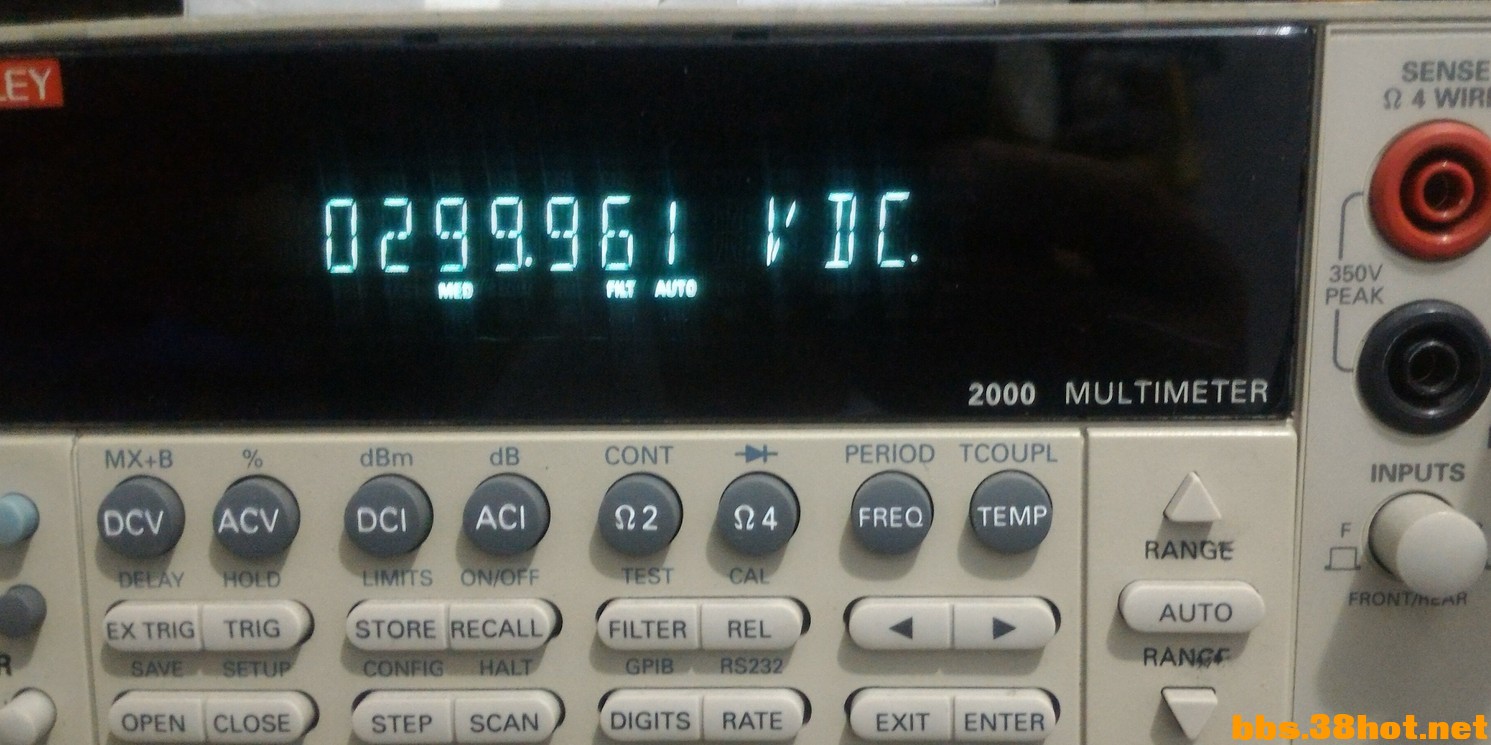 LEY
SENSE
Ω 4 WIRE
0299.961 VDC.
MED FILT AUTO
350V
PEAK
2000 MULTIMETER
MX+B % dBm dB CONT PERIOD TCOUPL
DCV ACV DCI ACI Ω2 Ω4 FREQ TEMP
INPUTS
F
DELAY HOLD LIMITS ON/OFF TEST CAL
RANGE
EX TRIG TRIG STORE RECALL FILTER REL
AUTO
FRONT/REAR
R SAVE SETUP CONFIG HALT GPIB RS232
RANGE
OPEN CLOSE STEP SCAN DIGITS RATE EXIT ENTER
bbs.38hot.net